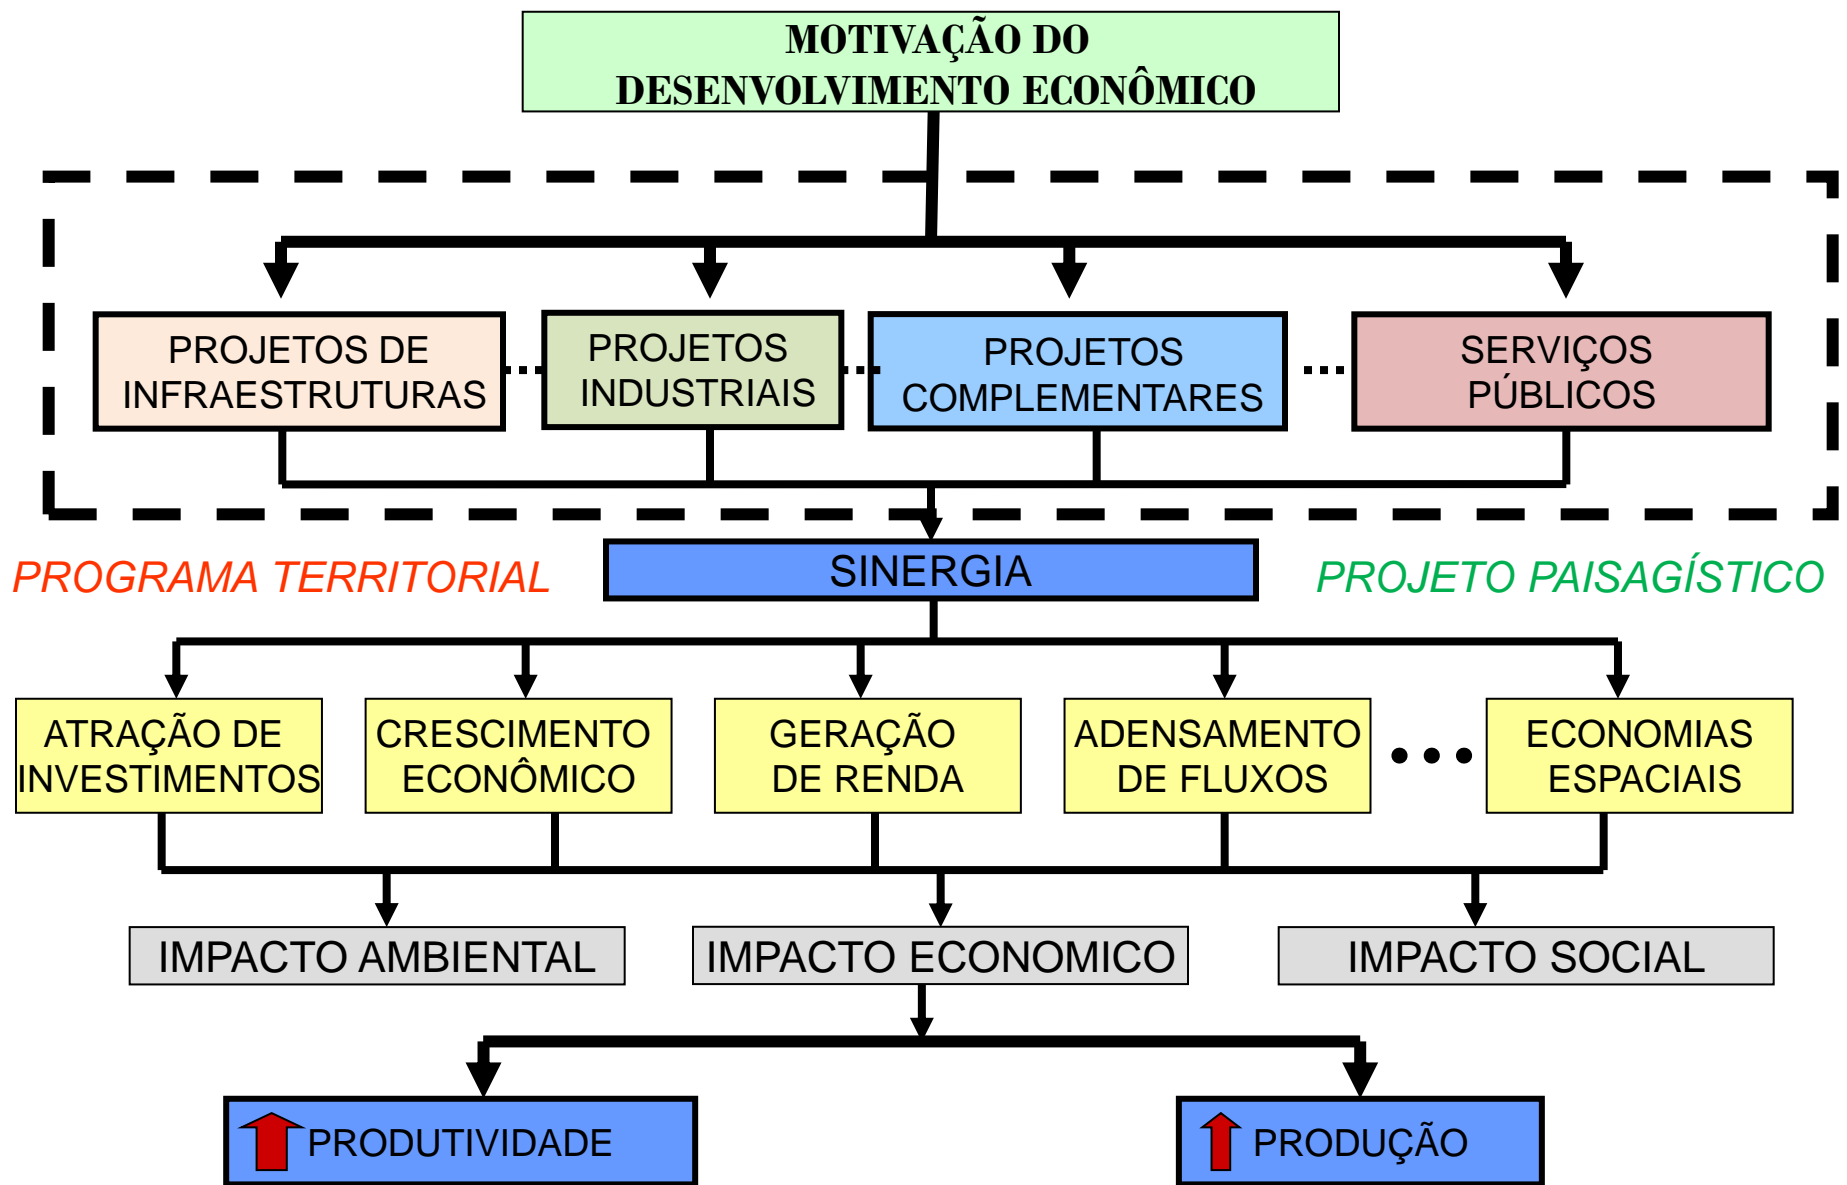 MOTIVAÇÃO DO
DESENVOLVIMENTO ECONÔMICO
PROJETOS DE
INFRAESTRUTURAS
PROJETOS
INDUSTRIAIS
PROJETOS
COMPLEMENTARES
SERVIÇOS
PÚBLICOS
PROGRAMA TERRITORIAL
SINERGIA
PROJETO PAISAGÍSTICO
ATRAÇÃO DE
INVESTIMENTOS
CRESCIMENTO
ECONÔMICO
GERAÇÃO
DE RENDA
ADENSAMENTO
DE FLUXOS
ECONOMIAS
ESPACIAIS
IMPACTO AMBIENTAL
IMPACTO ECONOMICO
IMPACTO SOCIAL
PRODUTIVIDADE
PRODUÇÃO